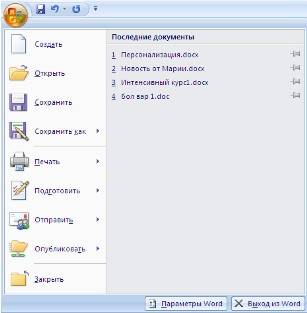 Последние документы
Создать
1 Персонализация.docx
2 Новость от Марии.docx
Открыть
3 Интенсивный курс1.docx
4 бол вар 1.doc
Сохранить
Сохранить как
Печать
Подготовить
Отправить
Опубликовать
Закрыть
Параметры Word
Выход из Word